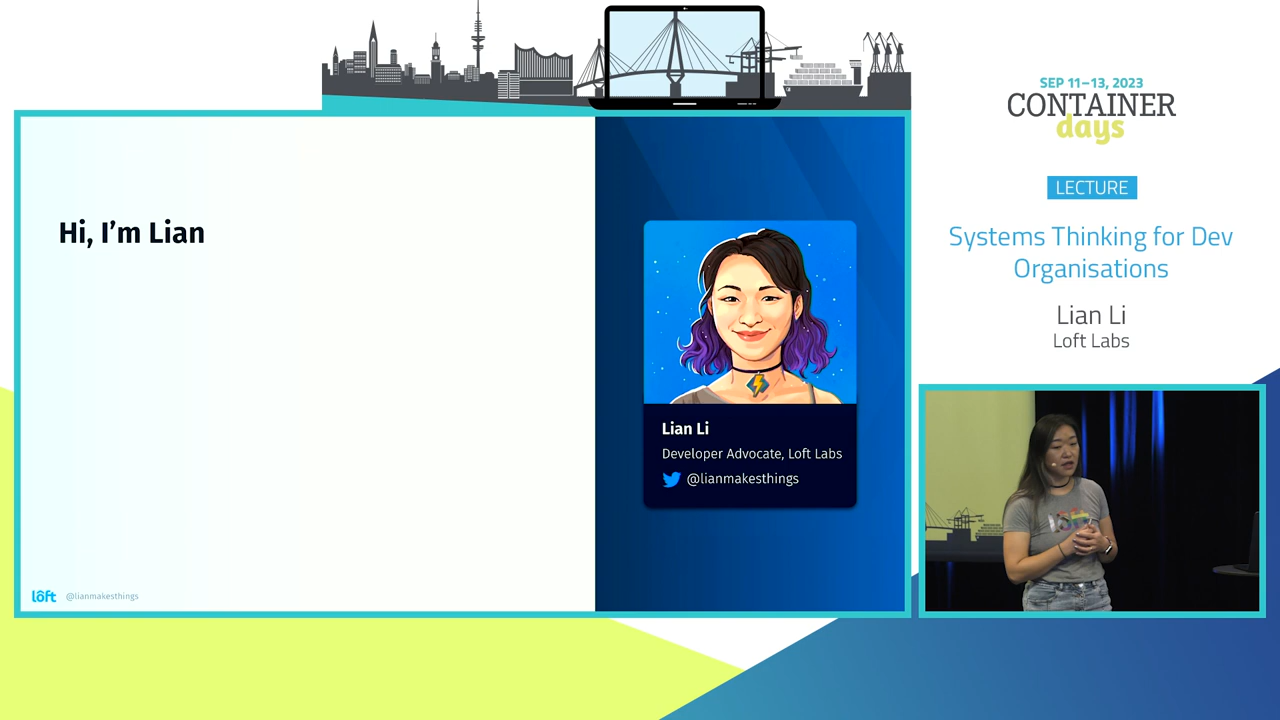 SEP 11–13, 2023
CONTAINER
days
LECTURE
Systems Thinking for Dev
Organisations
Lian Li
Loft Labs
Hi, I’m Lian
Lian Li
Developer Advocate, Loft Labs
@lianmakesthings
loft @lianmakesthings